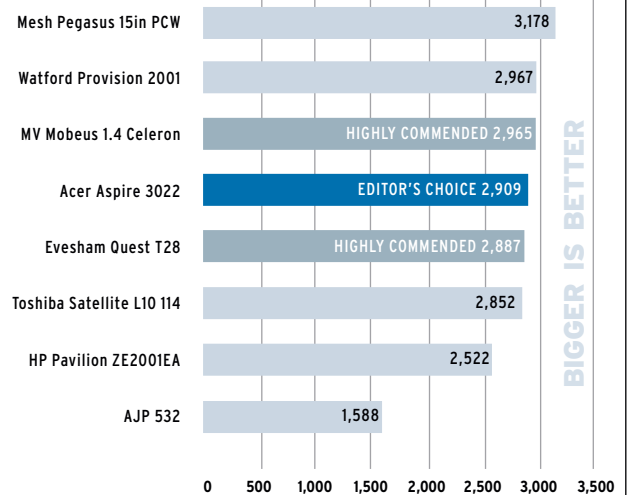 Mesh Pegasus 15in PCW 3,178
Watford Provision 2001 2,967
MV Mobeus 1.4 Celeron HIGHLY COMMENDED 2,965
Acer Aspire 3022 EDITOR'S CHOICE 2,909
Evesham Quest T28 HIGHLY COMMENDED 2,887
Toshiba Satellite L10 114 2,852
HP Pavilion ZE2001EA 2,522
AJP 532 1,588
0 500 1,000 1,500 2,000 2,500 3,000 3,500
BIGGER IS BETTER